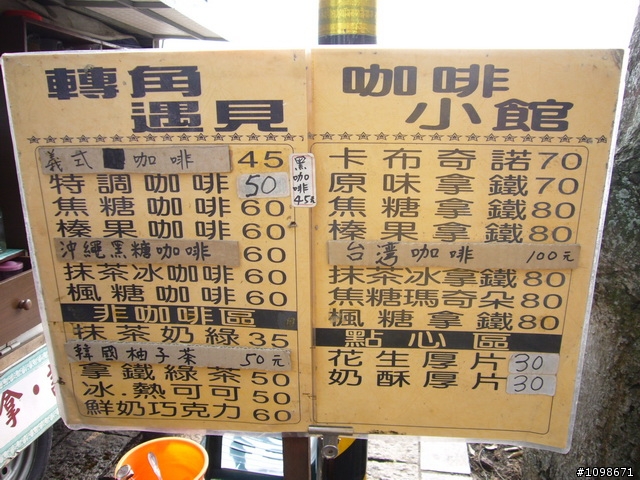 轉角
遇見
咖啡
小館
義式 咖啡 45
特調咖啡 50
焦糖咖啡 60
榛果咖啡 60
沖繩黑糖咖啡 60
抹茶冰咖啡 60
楓糖咖啡 60
非咖啡區
抹茶奶綠 35
韓國柚子茶 50元
拿鐵綠茶 50
冰.熱可可 50
鮮奶巧克力 60
黑咖啡45元
卡布奇諾 70
原味拿鐵 70
焦糖拿鐵 80
榛果拿鐵 80
台灣咖啡 100元
抹茶冰拿鐵 80
焦糖瑪奇朵 80
楓糖拿鐵 80
點心區
花生厚片 30
奶酥厚片 30
拿
#1098671